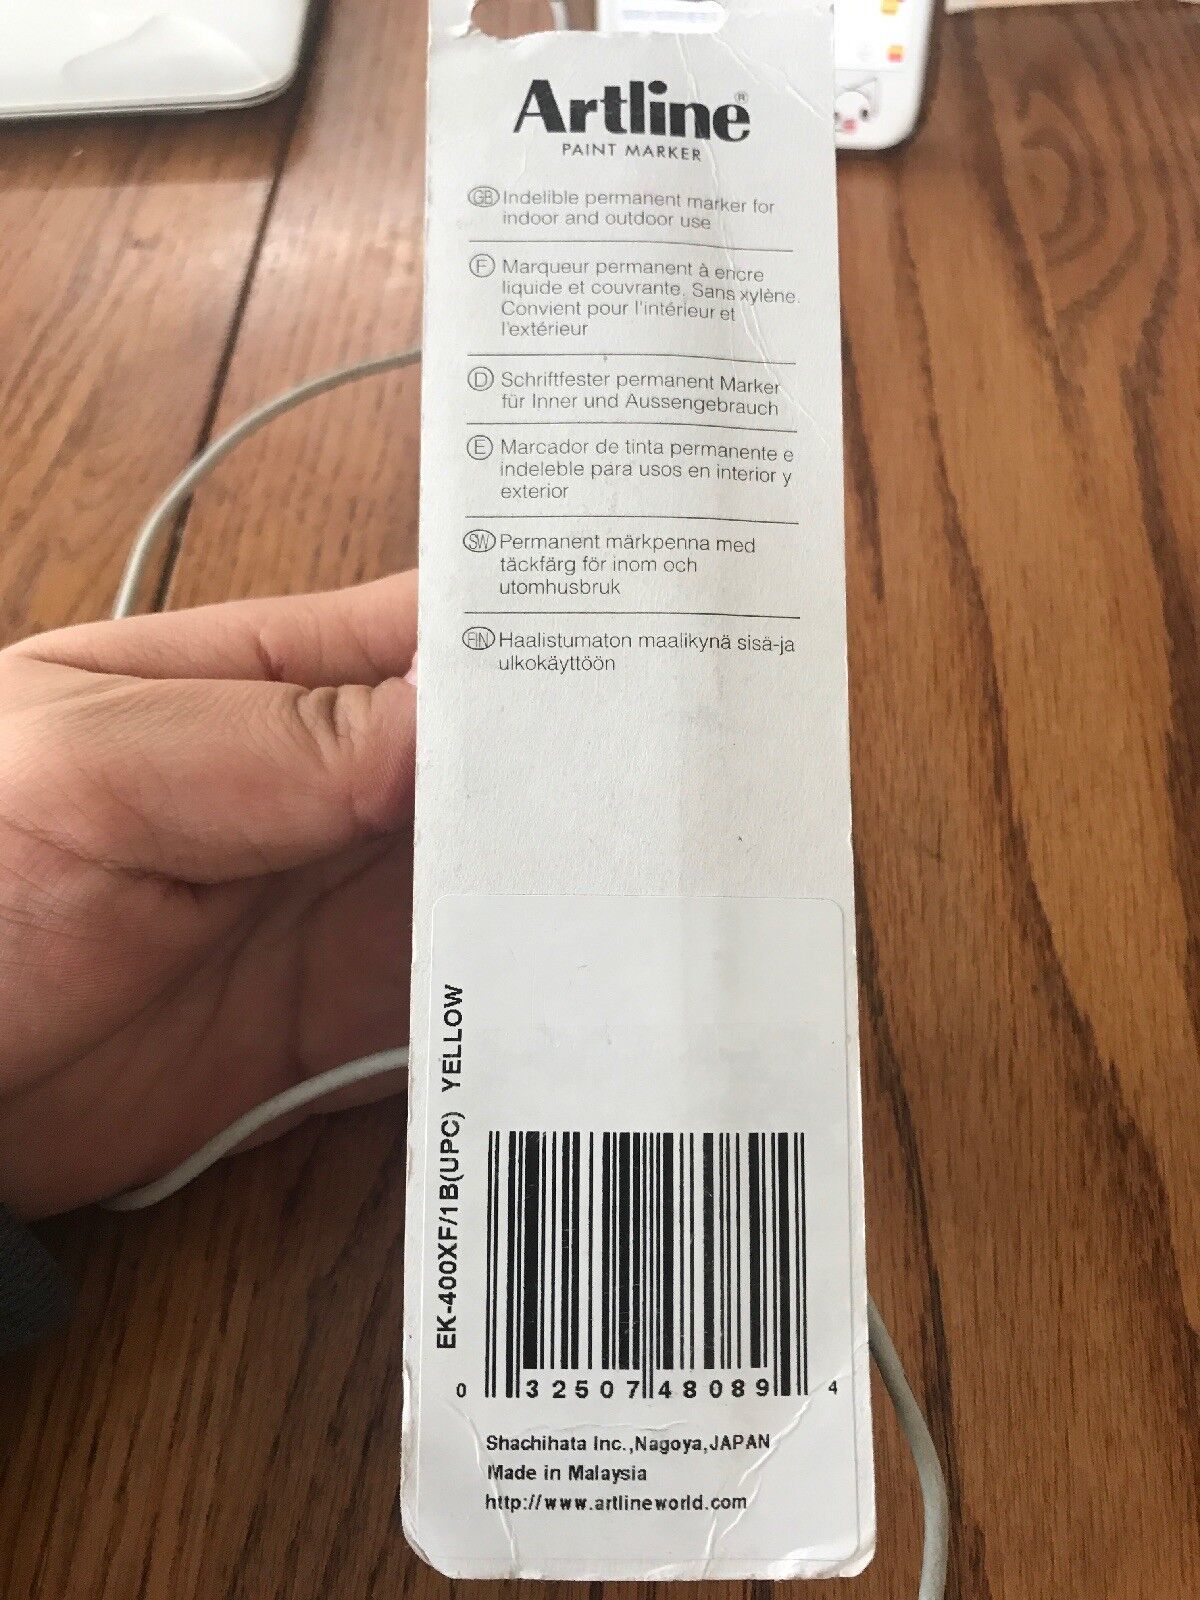 Artline®
PAINT MARKER
GB Indelible permanent marker for
indoor and outdoor use
F Marqueur permanent à encre
liquide et couvrante. Sans xylène.
Convient pour l'intérieur et
l'extérieur
D Schriftfester permanent Marker
für Inner und Aussengebrauch
E Marcador de tinta permanente e
indeleble para usos en interior y
exterior
SW Permanent märkpenna med
täckfärg för inom och
utomhusbruk
FIN Haalistumaton maalikynä sisä-ja
ulkokäyttöön
EK-400XF/1B(UPC) YELLOW
0 32507 48089 4
Shachihata Inc.,Nagoya,JAPAN
Made in Malaysia
http://www.artlineworld.com